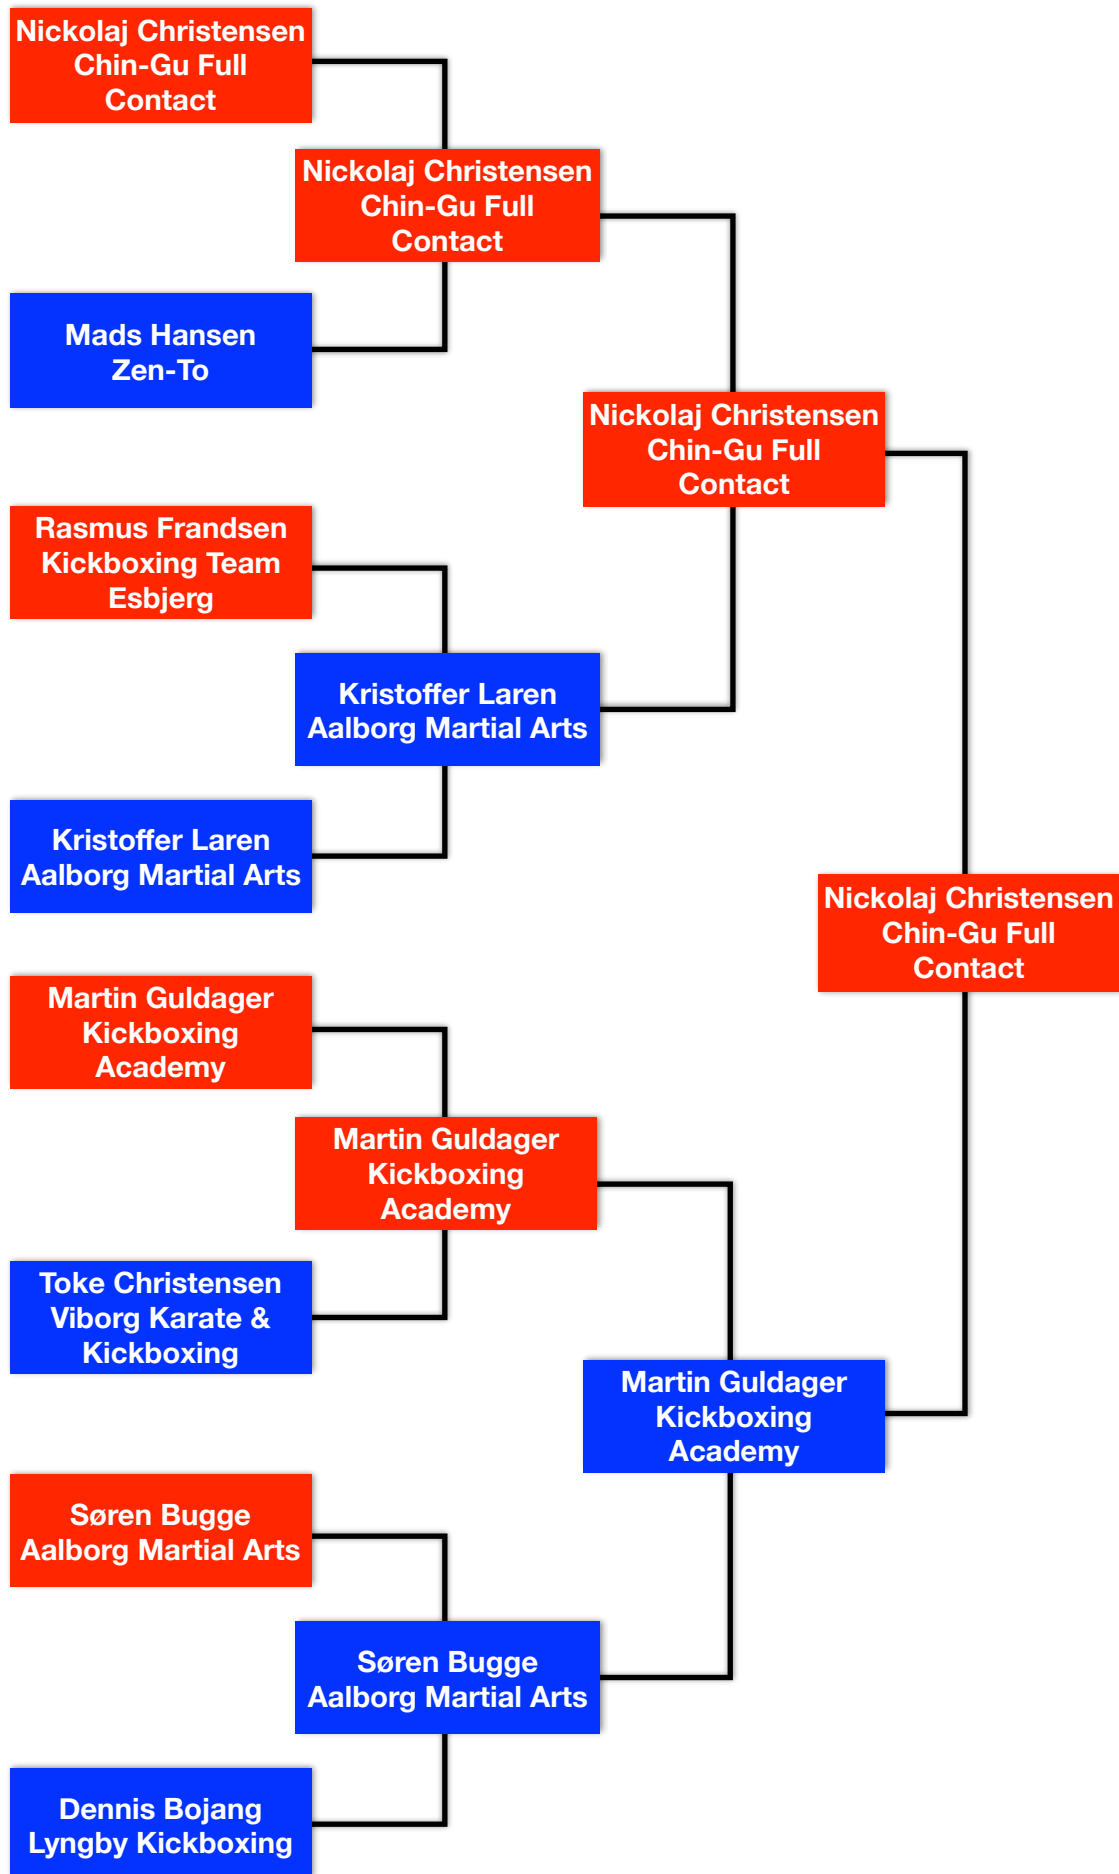 Nickolaj Christensen
Chin-Gu Full
Contact
Nickolaj Christensen
Chin-Gu Full
Contact
Mads Hansen
Zen-To
Nickolaj Christensen
Chin-Gu Full
Contact
Rasmus Frandsen
Kickboxing Team
Esbjerg
Kristoffer Laren
Aalborg Martial Arts
Kristoffer Laren
Aalborg Martial Arts
Nickolaj Christensen
Chin-Gu Full
Contact
Martin Guldager
Kickboxing
Academy
Martin Guldager
Kickboxing
Academy
Toke Christensen
Viborg Karate &
Kickboxing
Martin Guldager
Kickboxing
Academy
Søren Bugge
Aalborg Martial Arts
Søren Bugge
Aalborg Martial Arts
Dennis Bojang
Lyngby Kickboxing